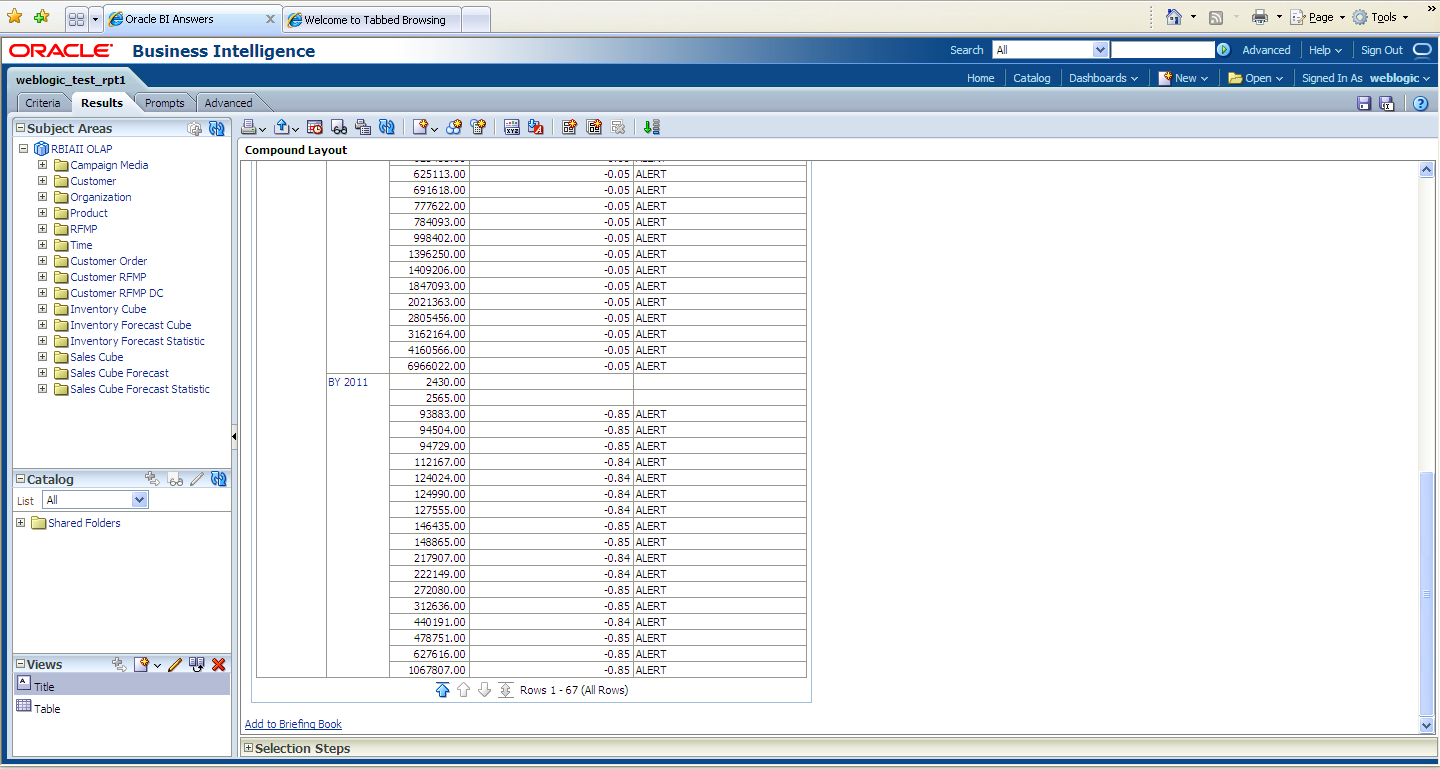 Oracle BI Answers x Welcome to Tabbed Browsing Page Tools »
ORACLE Business Intelligence Search All Advanced Help Sign Out
weblogic_test_rpt1 Home Catalog Dashboards New Open Signed In As weblogic
Criteria Results Prompts Advanced
Subject Areas
RBIAII OLAP
Campaign Media
Customer
Organization
Product
RFMP
Time
Customer Order
Customer RFMP
Customer RFMP DC
Inventory Cube
Inventory Forecast Cube
Inventory Forecast Statistic
Sales Cube
Sales Cube Forecast
Sales Cube Forecast Statistic
Catalog
List All
Shared Folders
Views
Title
Table
Compound Layout
625113.00 -0.05 ALERT
691618.00 -0.05 ALERT
777622.00 -0.05 ALERT
784093.00 -0.05 ALERT
998402.00 -0.05 ALERT
1396250.00 -0.05 ALERT
1409206.00 -0.05 ALERT
1847093.00 -0.05 ALERT
2021363.00 -0.05 ALERT
2805456.00 -0.05 ALERT
3162164.00 -0.05 ALERT
4160566.00 -0.05 ALERT
6966022.00 -0.05 ALERT
BY 2011 2430.00
2565.00
93883.00 -0.85 ALERT
94504.00 -0.85 ALERT
94729.00 -0.85 ALERT
112167.00 -0.84 ALERT
124024.00 -0.84 ALERT
124990.00 -0.84 ALERT
127555.00 -0.84 ALERT
146435.00 -0.85 ALERT
148865.00 -0.85 ALERT
217907.00 -0.84 ALERT
222149.00 -0.84 ALERT
272080.00 -0.85 ALERT
312636.00 -0.85 ALERT
440191.00 -0.84 ALERT
478751.00 -0.85 ALERT
627616.00 -0.85 ALERT
1067807.00 -0.85 ALERT
Rows 1 - 67 (All Rows)
Add to Briefing Book
Selection Steps